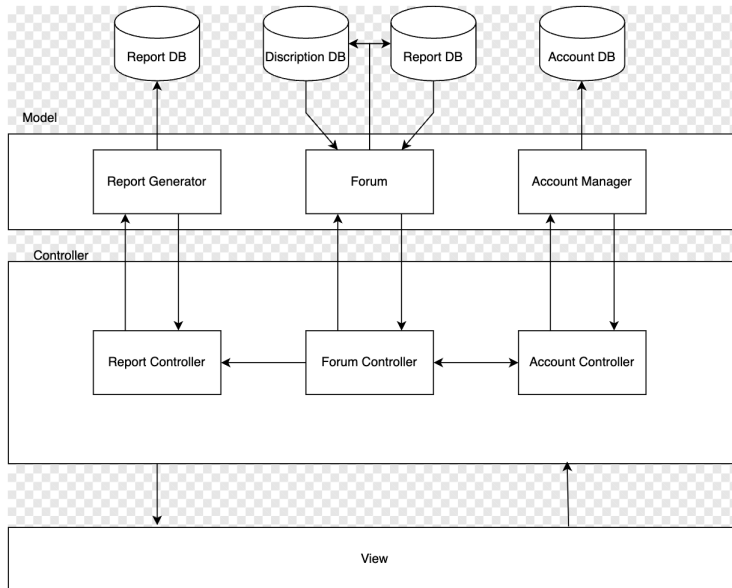 Report DB
Discription DB
Report DB
Account DB
Model
Report Generator
Forum
Account Manager
Controller
Report Controller
Forum Controller
Account Controller
View